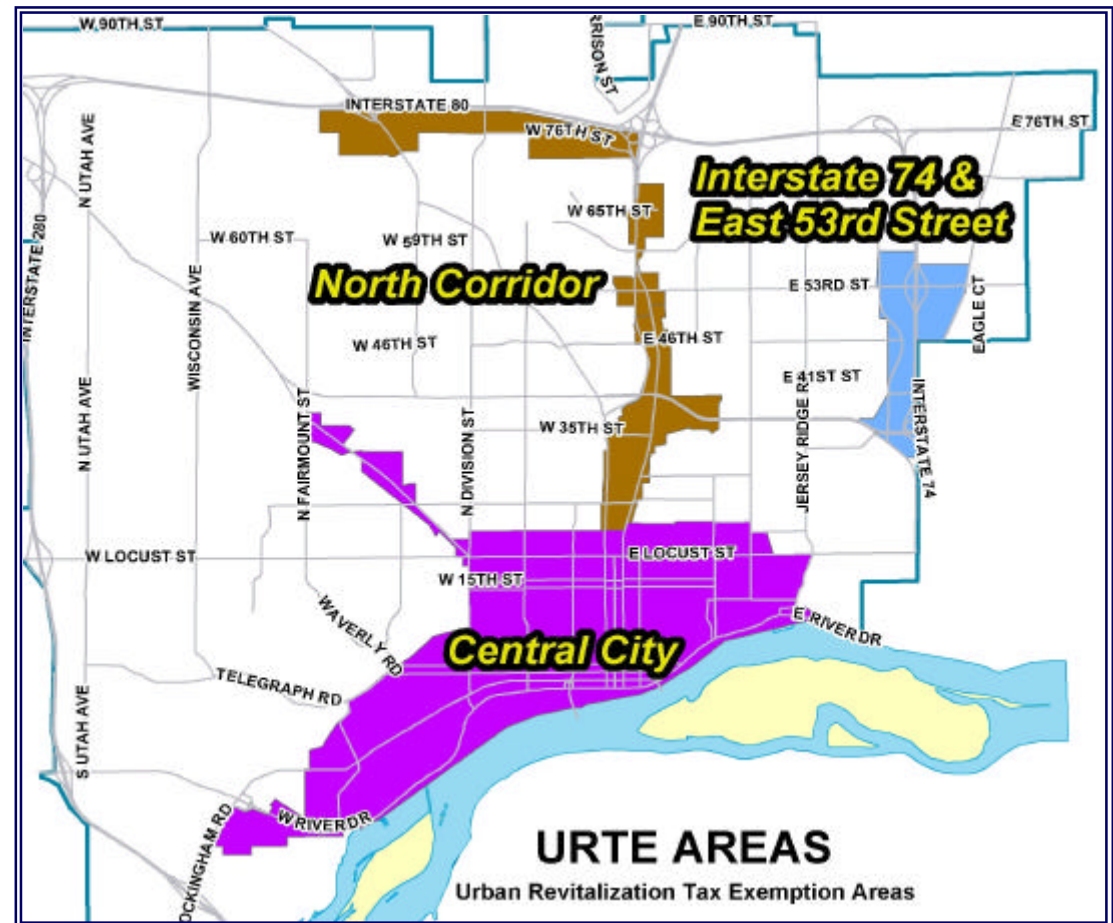 W 90TH ST
E 90TH ST
RRISON ST
INTERSTATE 80
W 76TH ST
E 76TH ST
N UTAH AVE
Interstate 74 &
East 53rd Street
W 65TH ST
INTERSTATE 280
W 60TH ST
W 59TH ST
North Corridor
E 53RD ST
WISCONSIN AVE
EAGLE CT
W 46TH ST
E 46TH ST
E 41ST ST
N UTAH AVE
N FAIRMOUNT ST
N DIVISION ST
W 35TH ST
JERSEY RIDGE R
INTERSTATE 74
W LOCUST ST
E LOCUST ST
W 15TH ST
WAVERLY RD
E RIVER DR
Central City
TELEGRAPH RD
S UTAH AVE
W RIVER DR
OCKINGHAM RD
URTE AREAS
Urban Revitalization Tax Exemption Areas